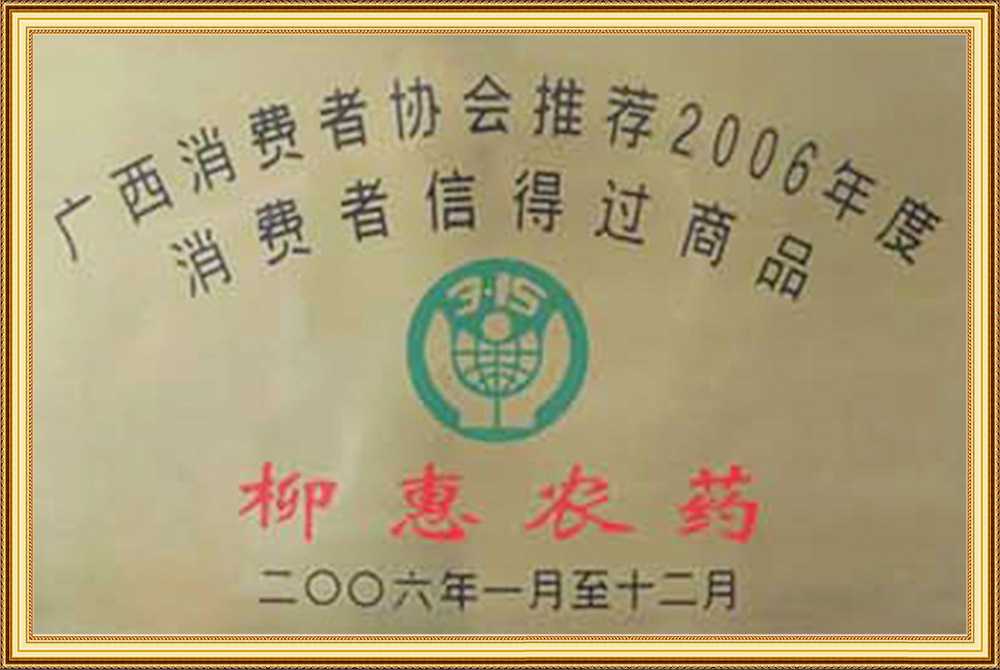 广西消费者协会推荐2006年度
消费者信得过商品
3·15
柳惠农药
二〇〇六年一月至十二月